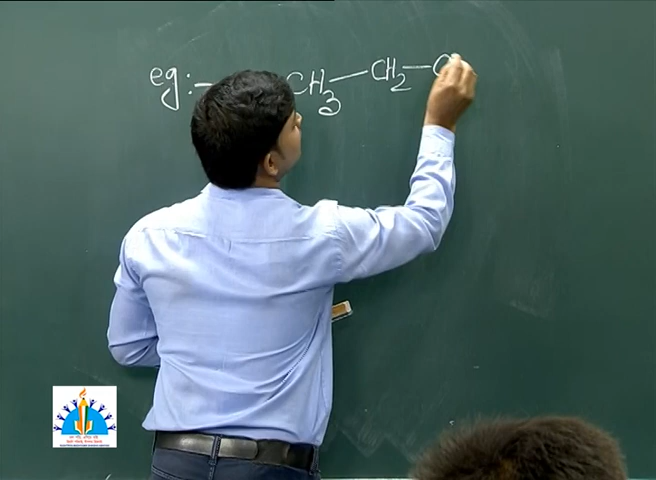 eg:- CH3 — CH2 — C